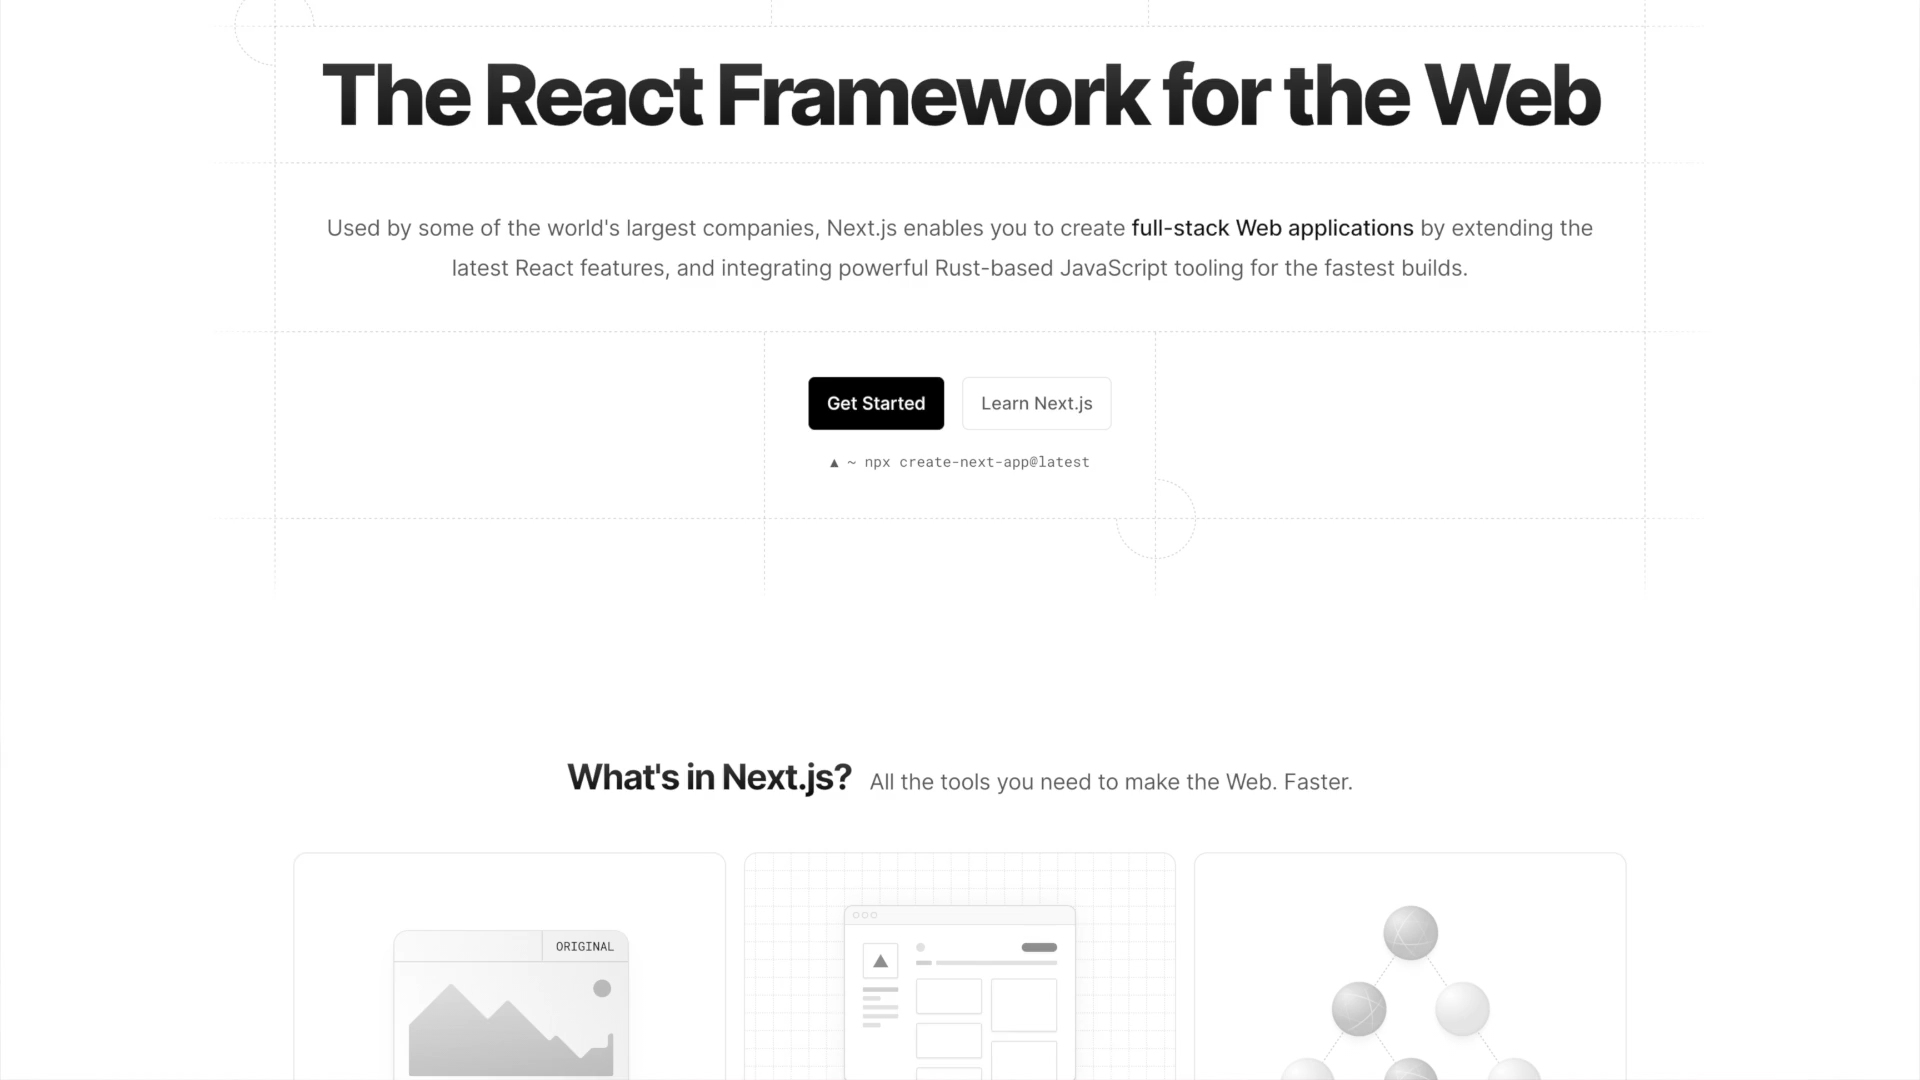 The React Framework for the Web
Used by some of the world's largest companies, Next.js enables you to create full-stack Web applications by extending the
latest React features, and integrating powerful Rust-based JavaScript tooling for the fastest builds.
Get Started
Learn Next.js
▲ ~ npx create-next-app@latest
What's in Next.js? All the tools you need to make the Web. Faster.
ORIGINAL